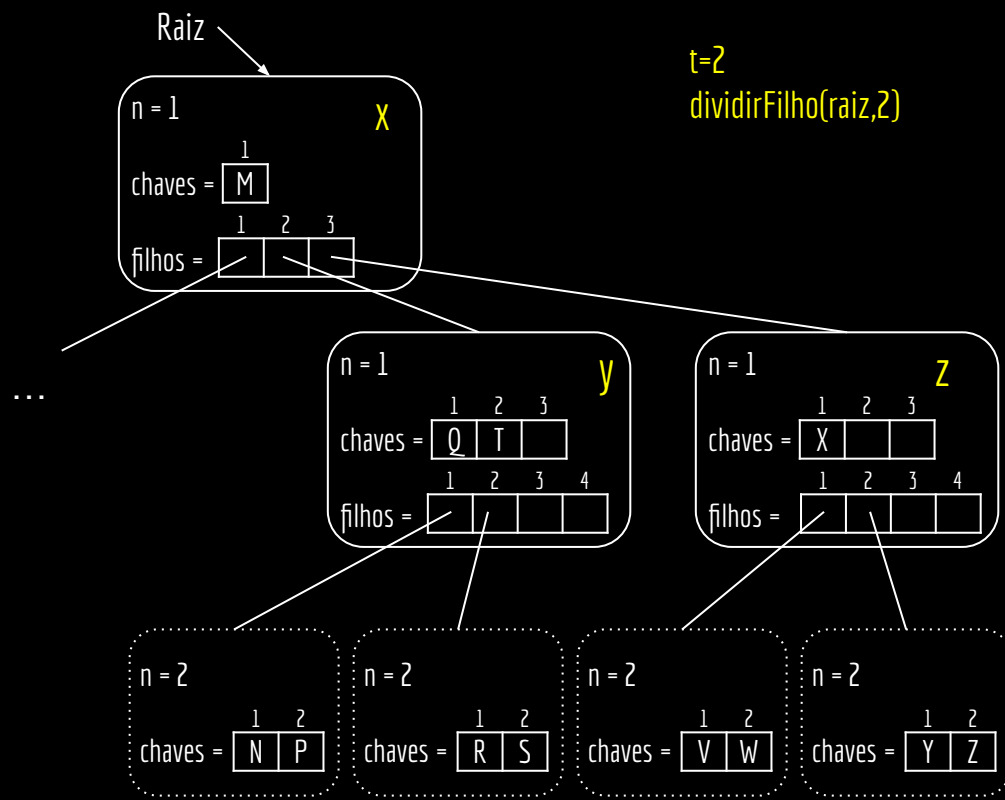 Raiz
t=2
dividirFilho(raiz,2)
n = 1 x
1
chaves = M
1 2 3
filhos =
...
n = 1 y
1 2 3
chaves = Q T
1 2 3 4
filhos =
n = 1 z
1 2 3
chaves = X
1 2 3 4
filhos =
n = 2
1 2
chaves = N P
n = 2
1 2
chaves = R S
n = 2
1 2
chaves = V W
n = 2
1 2
chaves = Y Z